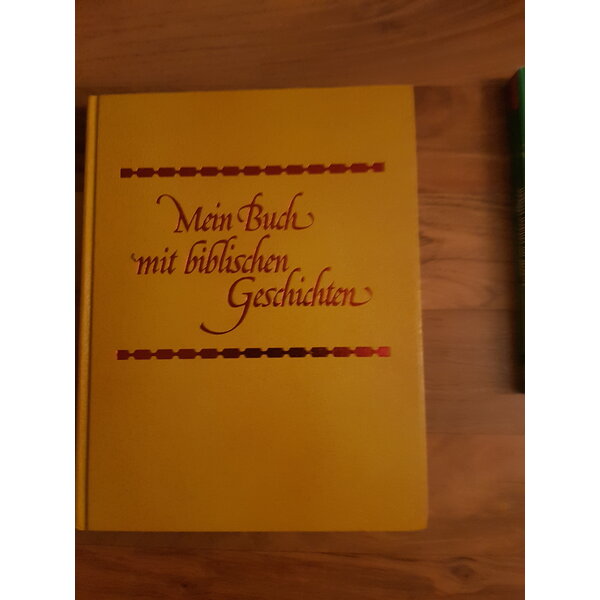 Mein Buch
mit biblischen
Geschichten